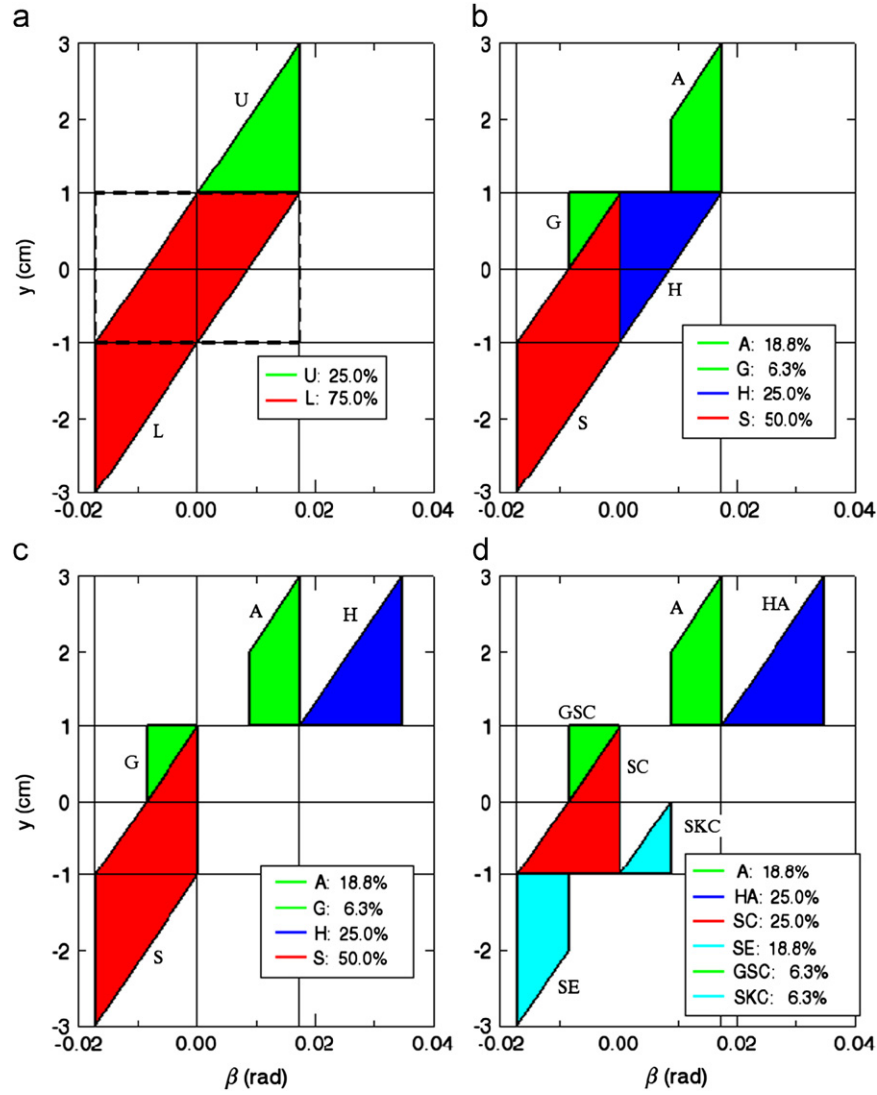 a
3
2
1
0
-1
-2
-3
-0.02
0.00
0.02
0.04
y (cm)
U
L
U: 25.0%
L: 75.0%
b
3
2
1
0
-1
-2
-3
-0.02
0.00
0.02
0.04
y (cm)
A
G
H
S
A: 18.8%
G: 6.3%
H: 25.0%
S: 50.0%
c
3
2
1
0
-1
-2
-3
-0.02
0.00
0.02
0.04
y (cm)
β (rad)
A
H
G
S
A: 18.8%
G: 6.3%
H: 25.0%
S: 50.0%
d
3
2
1
0
-1
-2
-3
-0.02
0.00
0.02
0.04
y (cm)
β (rad)
A
HA
GSC
SC
SKC
SE
A: 18.8%
HA: 25.0%
SC: 25.0%
SE: 18.8%
GSC: 6.3%
SKC: 6.3%